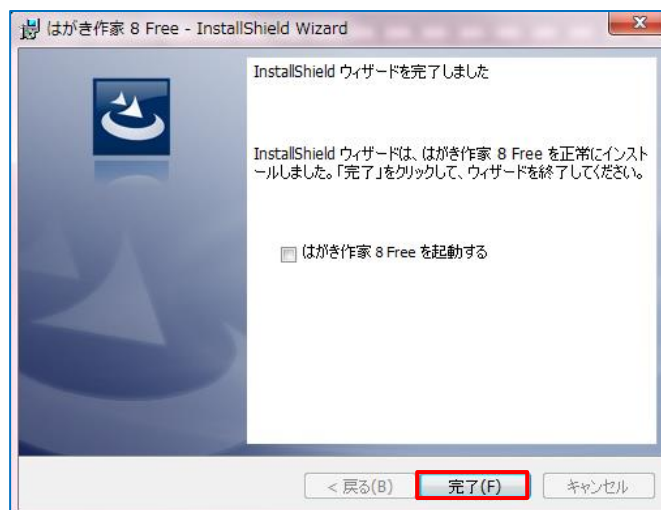 はがき作家 8 Free - InstallShield Wizard
InstallShield ウィザードを完了しました
InstallShield ウィザードは、はがき作家 8 Free を正常にインスト
ールしました。「完了」をクリックして、ウィザードを終了してください。
はがき作家 8 Free を起動する
< 戻る(B)
完了(F)
キャンセル